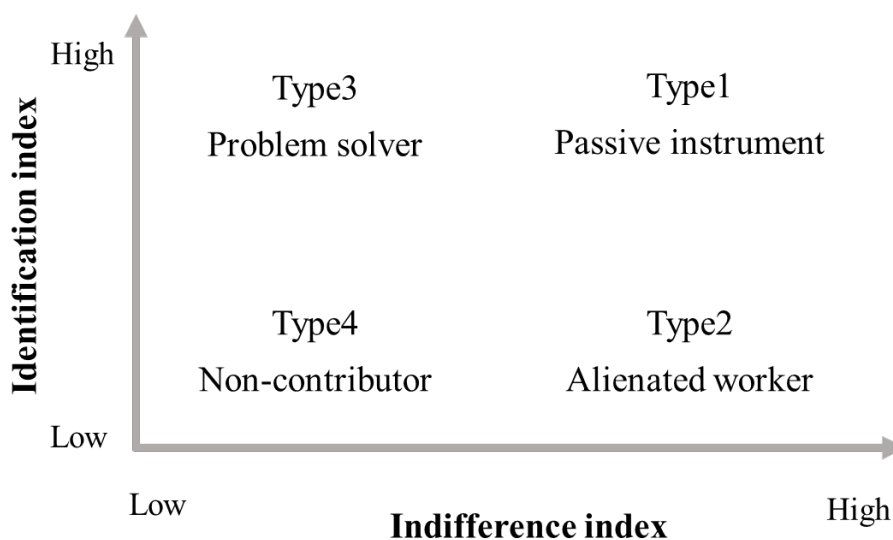 High
Type3
Type1
Problem solver
Passive instrument
Identification index
Type4
Type2
Non-contributor
Alienated worker
Low
Low
High
Indifference index